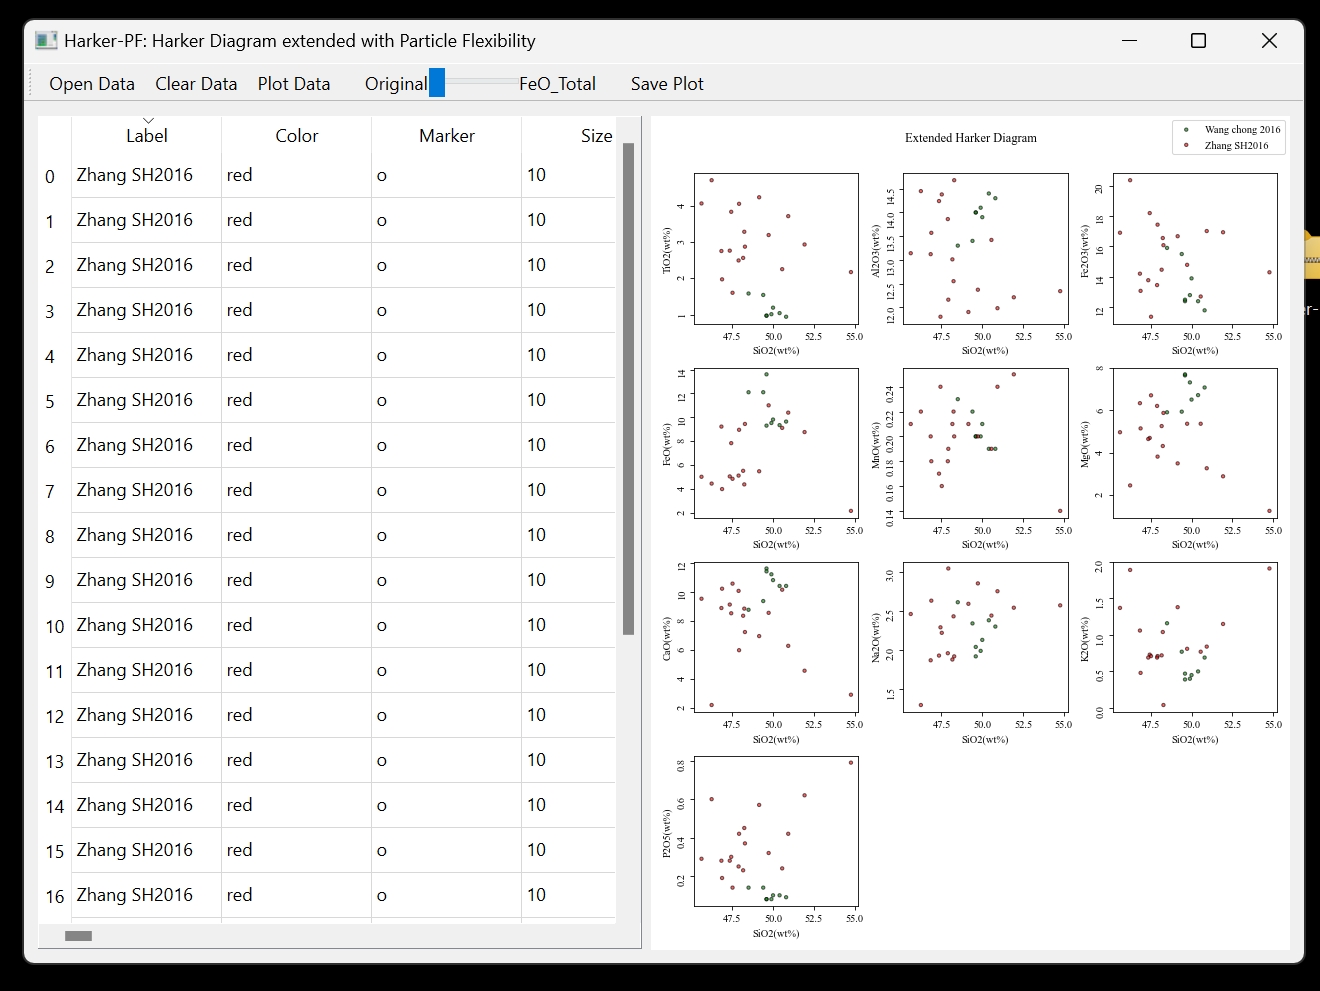 Harker-PF: Harker Diagram extended with Particle Flexibility
Open Data Clear Data Plot Data Original FeO_Total Save Plot
Label Color Marker Size
0 Zhang SH2016 red o 10
1 Zhang SH2016 red o 10
2 Zhang SH2016 red o 10
3 Zhang SH2016 red o 10
4 Zhang SH2016 red o 10
5 Zhang SH2016 red o 10
6 Zhang SH2016 red o 10
7 Zhang SH2016 red o 10
8 Zhang SH2016 red o 10
9 Zhang SH2016 red o 10
10 Zhang SH2016 red o 10
11 Zhang SH2016 red o 10
12 Zhang SH2016 red o 10
13 Zhang SH2016 red o 10
14 Zhang SH2016 red o 10
15 Zhang SH2016 red o 10
16 Zhang SH2016 red o 10
Extended Harker Diagram
Wang chong 2016
Zhang SH2016
TiO2(wt%)
4
3
2
1
47.5 50.0 52.5 55.0
SiO2(wt%)
Al2O3(wt%)
14.5
14.0
13.5
13.0
12.5
12.0
47.5 50.0 52.5 55.0
SiO2(wt%)
Fe2O3(wt%)
20
18
16
14
12
47.5 50.0 52.5 55.0
SiO2(wt%)
FeO(wt%)
14
12
10
8
6
4
2
47.5 50.0 52.5 55.0
SiO2(wt%)
MnO(wt%)
0.24
0.22
0.20
0.18
0.16
0.14
47.5 50.0 52.5 55.0
SiO2(wt%)
MgO(wt%)
8
6
4
2
47.5 50.0 52.5 55.0
SiO2(wt%)
CaO(wt%)
12
10
8
6
4
2
47.5 50.0 52.5 55.0
SiO2(wt%)
Na2O(wt%)
3.0
2.5
2.0
1.5
47.5 50.0 52.5 55.0
SiO2(wt%)
K2O(wt%)
2.0
1.5
1.0
0.5
0.0
47.5 50.0 52.5 55.0
SiO2(wt%)
P2O5(wt%)
0.8
0.6
0.4
0.2
47.5 50.0 52.5 55.0
SiO2(wt%)
er-